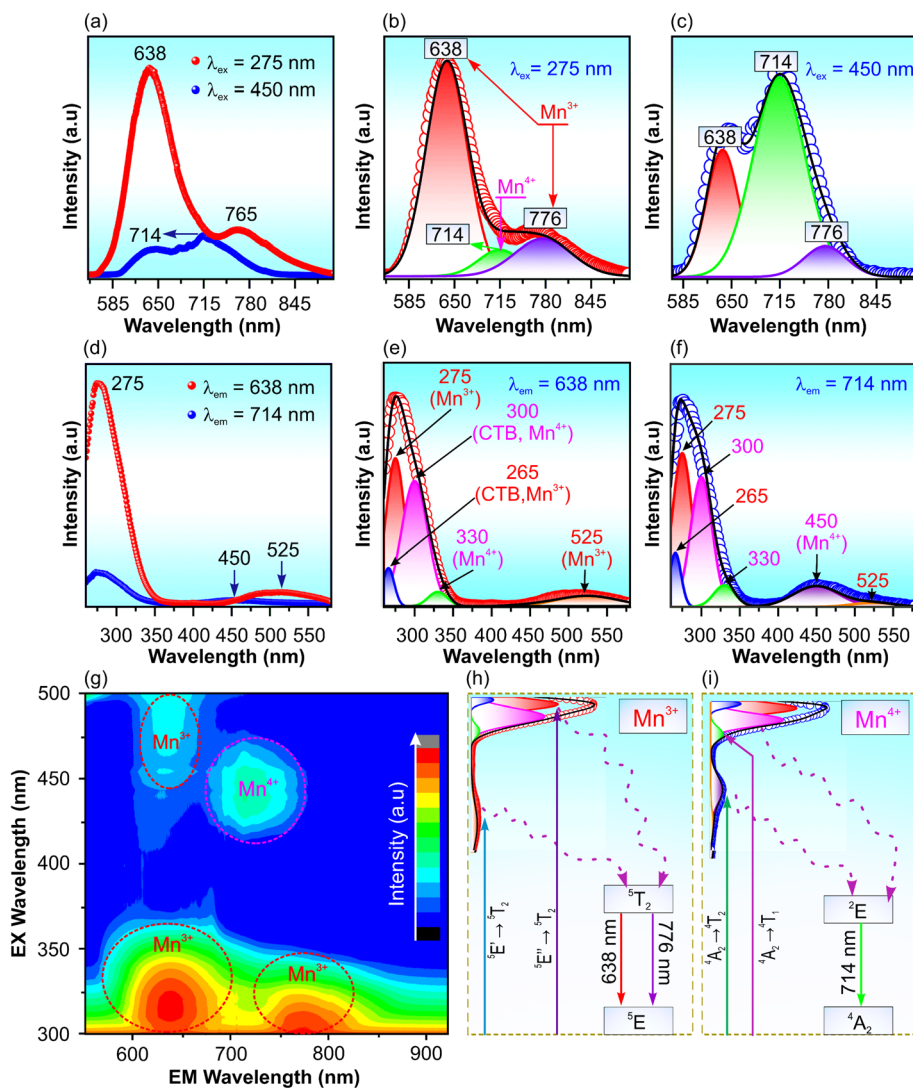 (a)
638
λex = 275 nm
λex = 450 nm
714
765
Intensity (a.u)
585 650 715 780 845
Wavelength (nm)
(b)
638
λex = 275 nm
Mn3+
Mn4+
714
776
Intensity (a.u)
585 650 715 780 845
Wavelength (nm)
(c)
714
λex = 450 nm
638
776
Intensity (a.u)
585 650 715 780 845
Wavelength (nm)
(d)
275
λem = 638 nm
λem = 714 nm
450
525
Intensity (a.u)
300 350 400 450 500 550
Wavelength (nm)
(e)
λem = 638 nm
275
(Mn3+)
300
(CTB, Mn4+)
265
(CTB,Mn3+)
330
(Mn4+)
525
(Mn3+)
Intensity (a.u)
300 350 400 450 500 550
Wavelength (nm)
(f)
λem = 714 nm
275
300
265
450
(Mn4+)
330
525
Intensity (a.u)
300 350 400 450 500 550
Wavelength (nm)
(g)
500
450
400
350
300
EX Wavelength (nm)
Mn3+
Mn4+
Intensity (a.u)
Mn3+
Mn3+
600 700 800 900
EM Wavelength (nm)
(h)
Mn3+
5E' → 5T2
5E'' → 5T2
5T2
638 nm
776 nm
5E
(i)
Mn4+
4A2→4T2
4A2→4T1
2E
714 nm
4A2